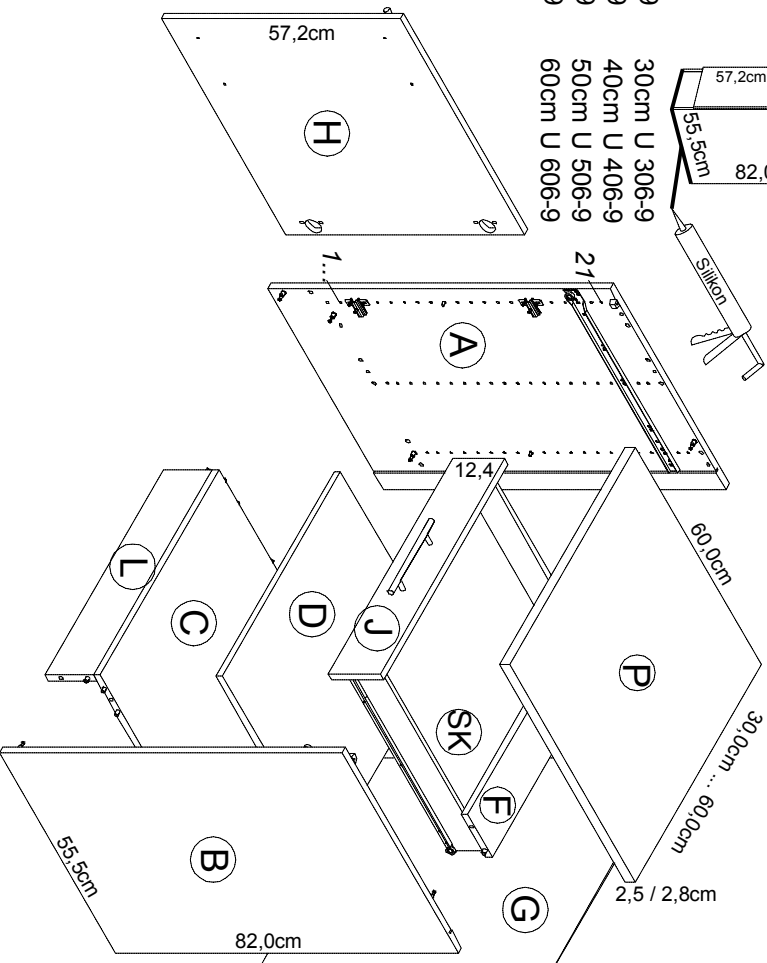 57,2cm
55,5cm
82,0
Silikon
30cm U 306-9
40cm U 406-9
50cm U 506-9
60cm U 606-9
57,2cm
H
1...
21
A
12,4
J
60,0cm
30,0cm ... 60,0cm
2,5 / 2,8cm
P
L
C
D
SK
F
G
B
55,5cm
82,0cm